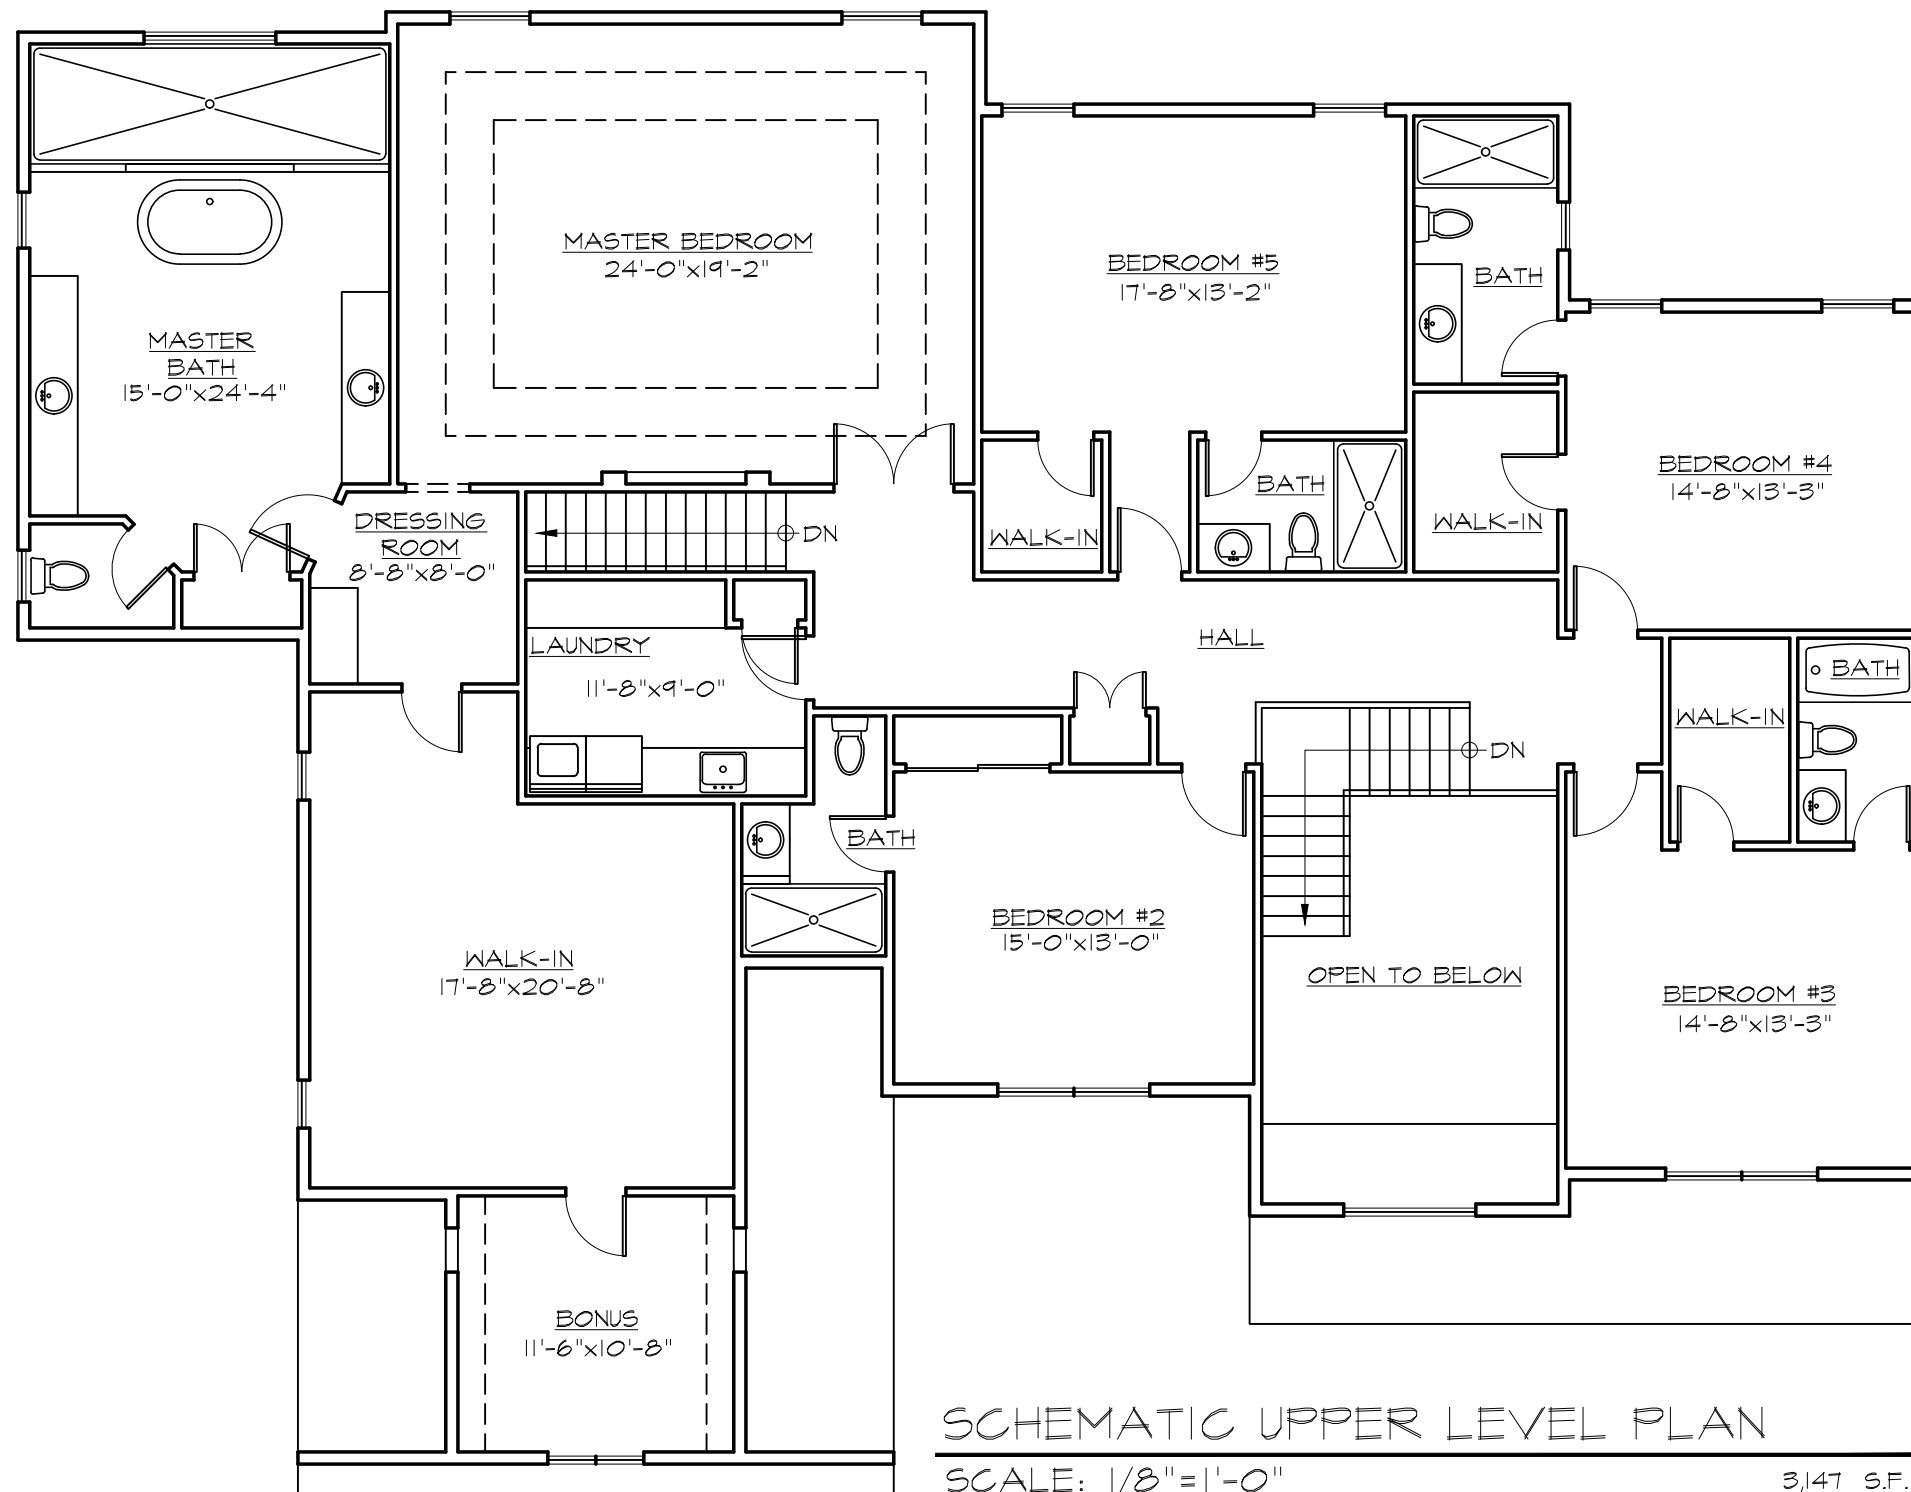 MASTER BEDROOM
24'-0"x19'-2"
BEDROOM #5
17'-8"x13'-2"
BATH
MASTER
BATH
15'-0"x24'-4"
BEDROOM #4
14'-8"x13'-3"
BATH
WALK-IN
WALK-IN
DRESSING
ROOM
8'-8"x8'-0"
DN
HALL
LAUNDRY
11'-8"x9'-0"
BATH
WALK-IN
DN
BATH
BEDROOM #2
15'-0"x13'-0"
WALK-IN
17'-8"x20'-8"
OPEN TO BELOW
BEDROOM #3
14'-8"x13'-3"
BONUS
11'-6"x10'-8"
SCHEMATIC UPPER LEVEL PLAN
SCALE: 1/8"=1'-0"
3,147 S.F.